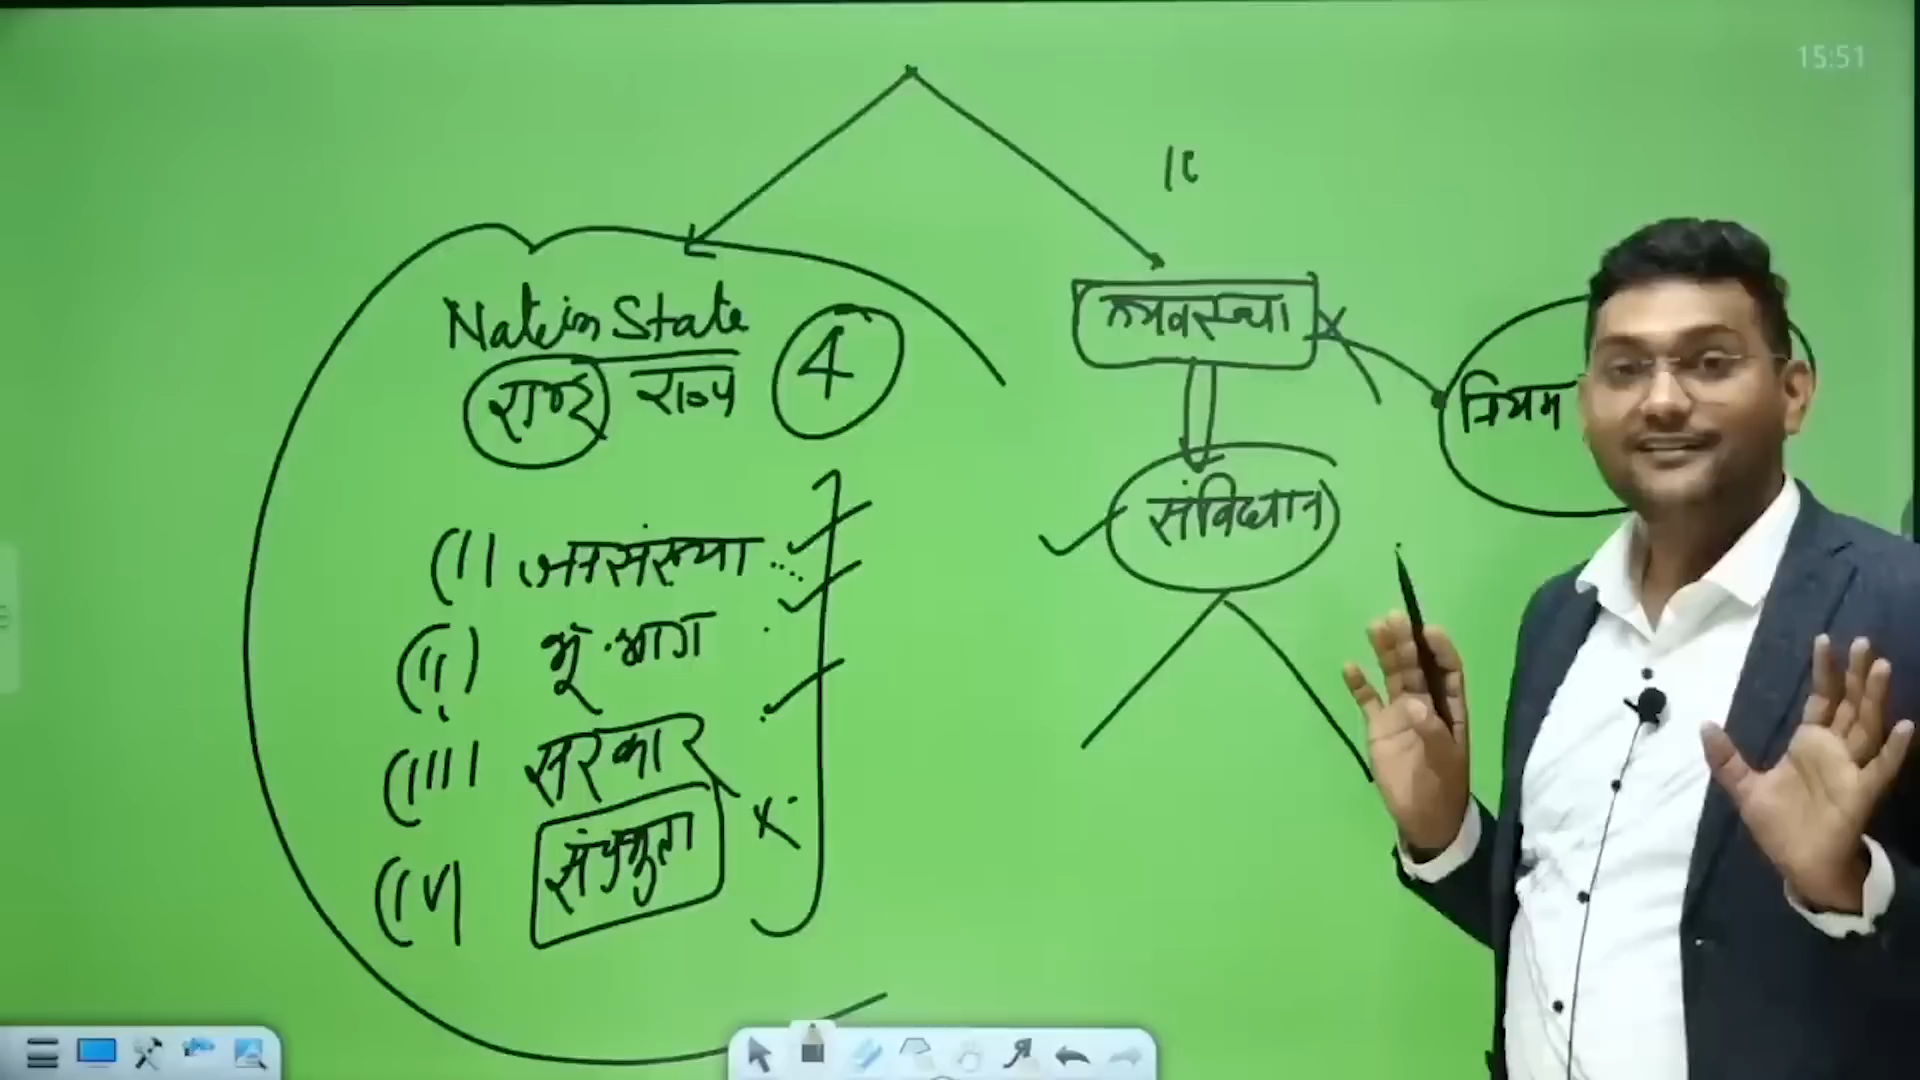 15:51
Nation State
राष्ट्र राज्य
4
(i) जनसंख्या
(ii) भू-भाग
(iii) सरकार
(iv) संप्रभुता
व्यवस्था
संविधान
नियम